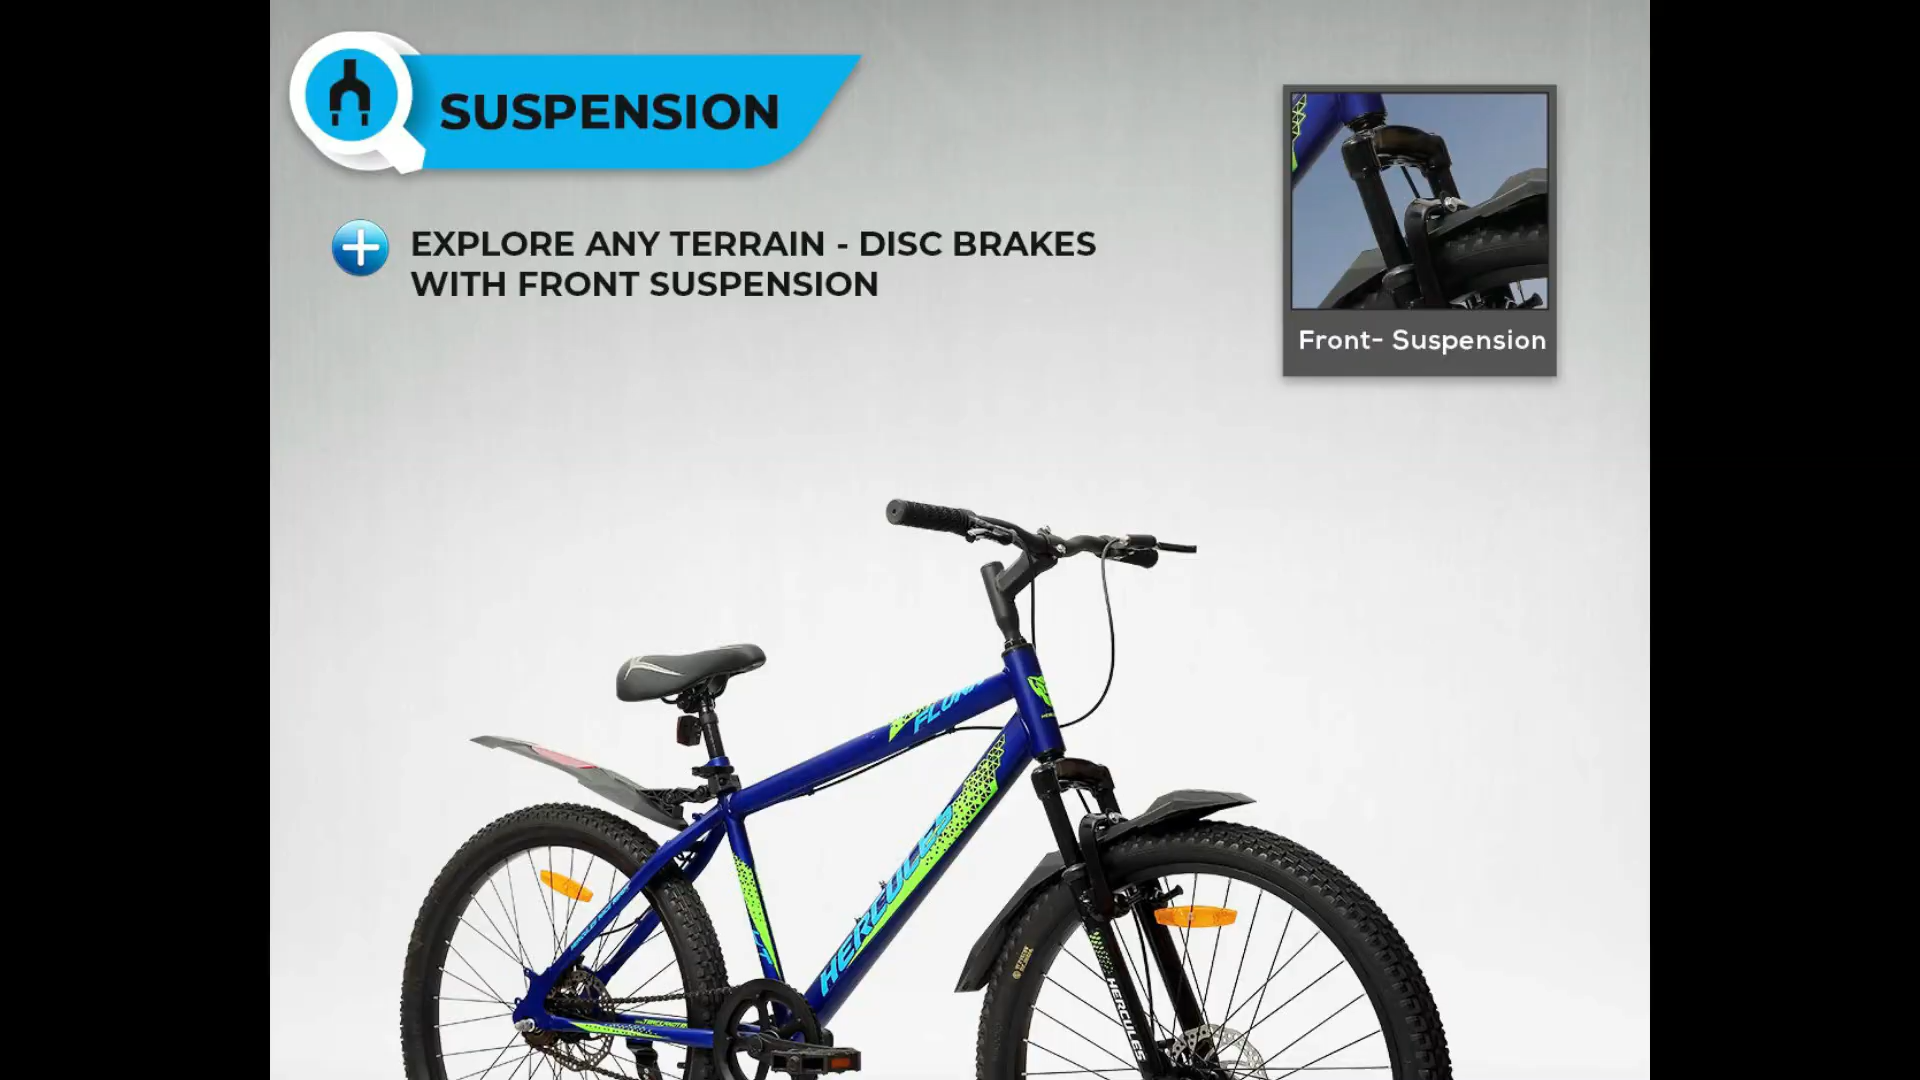 SUSPENSION
EXPLORE ANY TERRAIN - DISC BRAKES
WITH FRONT SUSPENSION
Front- Suspension
HERCULES
HERCULES